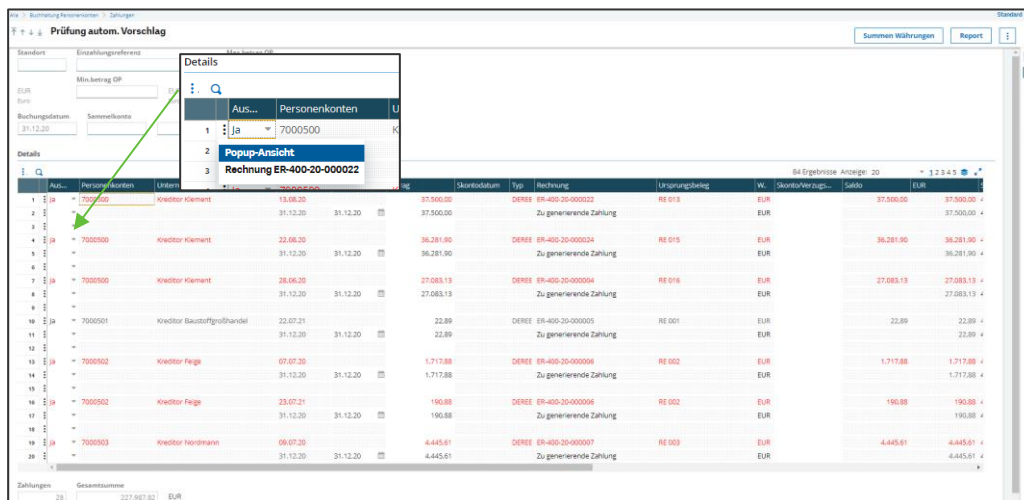 Alle > Buchhaltung Personenkonten > Zahlungen
Standard
Prüfung autom. Vorschlag
Summen Währungen
Report
Standort
Einzahlungsreferenz
Max.betrag OP
Min.betrag OP
EUR
Euro
Buchungsdatum
Sammelkonto
31.12.20
Details
Aus... Personenkonten U
1 Ja 7000500 K
2
3
Popup-Ansicht
Rechnung ER-400-20-000022
Details
84 Ergebnisse Anzeige: 20 1 2 3 4 5
Aus... Personenkonten Untern Skontodatum Typ Rechnung Ursprungsbeleg W.. Skonto/Verzugs... Saldo EUR
1 Ja 7000500 Kreditor Klement 13.08.20 37.500,00 DEREE ER-400-20-000022 RE 013 EUR 37.500,00 37.500,00
2 31.12.20 31.12.20 37.500,00 Zu generierende Zahlung EUR 37.500,00
3
4 Ja 7000500 Kreditor Klement 22.08.20 36.281,90 DEREE ER-400-20-000024 RE 015 EUR 36.281,90 36.281,90
5 31.12.20 31.12.20 36.281,90 Zu generierende Zahlung EUR 36.281,90
6
7 Ja 7000500 Kreditor Klement 28.06.20 27.083,13 DEREE ER-400-20-000004 RE 016 EUR 27.083,13 27.083,13
8 31.12.20 31.12.20 27.083,13 Zu generierende Zahlung EUR 27.083,13
9
10 Ja 7000501 Kreditor Baustoffgroßhandel 22.07.21 22,89 DEREE ER-400-20-000005 RE 001 EUR 22,89 22,89
11 31.12.20 31.12.20 22,89 Zu generierende Zahlung EUR 22,89
12
13 Ja 7000502 Kreditor Feige 07.07.20 1.717,88 DEREE ER-400-20-000006 RE 002 EUR 1.717,88 1.717,88
14 31.12.20 31.12.20 1.717,88 Zu generierende Zahlung EUR 1.717,88
15
16 Ja 7000502 Kreditor Feige 23.07.21 190,88 DEREE ER-400-20-000006 RE 002 EUR 190,88 190,88
17 31.12.20 31.12.20 190,88 Zu generierende Zahlung EUR 190,88
18
19 Ja 7000503 Kreditor Nordmann 09.07.20 4.445,61 DEREE ER-400-20-000007 RE 003 EUR 4.445,61 4.445,61
20 31.12.20 31.12.20 4.445,61 Zu generierende Zahlung EUR 4.445,61
Zahlungen Gesamtsumme
28 227.987,82 EUR